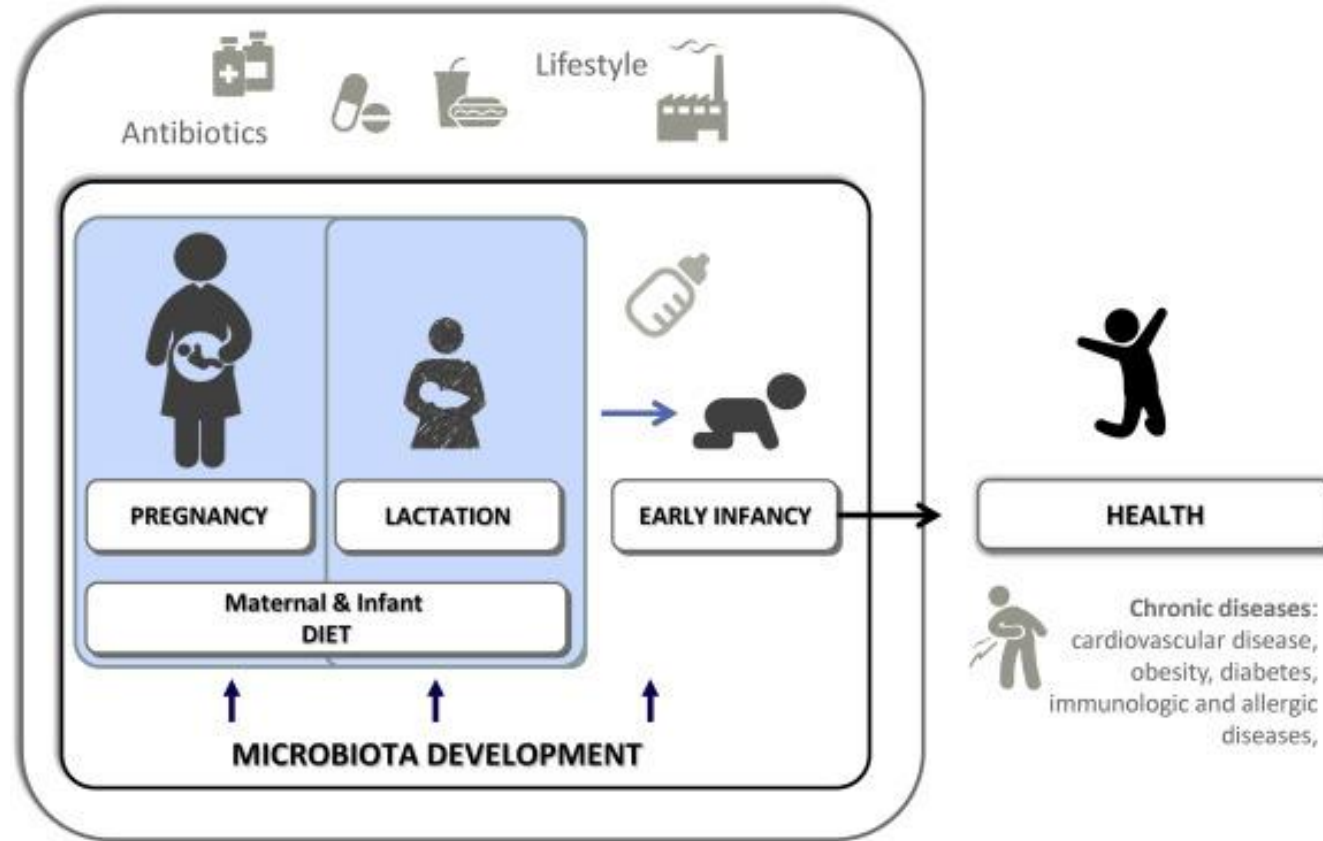 Lifestyle
Antibiotics
PREGNANCY
LACTATION
EARLY INFANCY
HEALTH
Maternal & Infant
DIET
MICROBIOTA DEVELOPMENT
Chronic diseases:
cardiovascular disease,
obesity, diabetes,
immunologic and allergic
diseases,